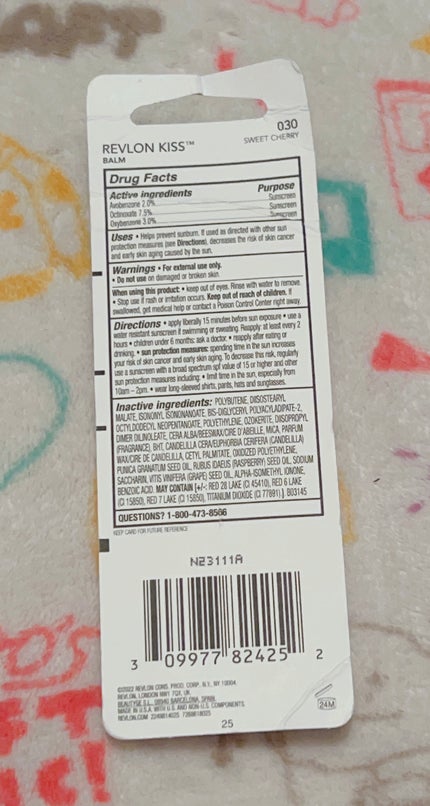 030
SWEET CHERRY
REVLON KISS™
BALM
Drug Facts
Active ingredients Purpose
Avobenzone 2.0% Sunscreen
Octinoxate 7.5% Sunscreen
Oxybenzone 3.0% Sunscreen
Uses • Helps prevent sunburn. If used as directed with other sun
protection measures (see Directions), decreases the risk of skin cancer
and early skin aging caused by the sun.
Warnings • For external use only.
• Do not use on damaged or broken skin.
When using this product: • keep out of eyes. Rinse with water to remove.
• Stop use if rash or irritation occurs. Keep out of reach of children. If
swallowed, get medical help or contact a Poison Control Center right away.
Directions • apply liberally 15 minutes before sun exposure • use a
water resistant sunscreen if swimming or sweating. Reapply: at least every 2
hours • children under 6 months: ask a doctor. • reapply after eating or
drinking. • sun protection measures: spending time in the sun increases
your risk of skin cancer and early skin aging. To decrease this risk, regularly
use a sunscreen with a broad spectrum spf value of 15 or higher and other
sun protection measures including: • limit time in the sun, especially from
10am – 2pm. • wear long-sleeved shirts, pants, hats and sunglasses.
Inactive ingredients: POLYBUTENE, DIISOSTEARYL
MALATE, ISONONYL ISONONANOATE, BIS-DIGLYCERYL POLYACYLADIPATE-2,
OCTYLDODECYL NEOPENTANOATE, POLYETHYLENE, OZOKERITE, DIISOPROPYL
DIMER DILINOLEATE, CERA ALBA/BEESWAX/CIRE D'ABEILLE, MICA, PARFUM
(FRAGRANCE), BHT, CANDELILLA CERA/EUPHORBIA CERIFERA (CANDELILLA)
WAX/CIRE DE CANDELILLA, CETYL PALMITATE, OXIDIZED POLYETHYLENE,
PUNICA GRANATUM SEED OIL, RUBUS IDAEUS (RASPBERRY) SEED OIL, SODIUM
SACCHARIN, VITIS VINIFERA (GRAPE) SEED OIL, ALPHA-ISOMETHYL IONONE,
BENZOIC ACID. MAY CONTAIN [+/-: RED 28 LAKE (CI 45410), RED 6 LAKE
(CI 15850), RED 7 LAKE (CI 15850), TITANIUM DIOXIDE (CI 77891).] B03145
QUESTIONS? 1-800-473-8566
KEEP CARD FOR FUTURE REFERENCE
N23111A
3 09977 82425 2
©2022 REVLON CONS. PROD. CORP. N.Y., NY 10004.
REVLON, LONDON NW1 7QX, UK.
BEAUTYGE S.L., 08940 BARCELONA, SPAIN.
MADE IN U.S.A. WITH U.S. AND NON-U.S. COMPONENTS
REVLON.COM
24M
25